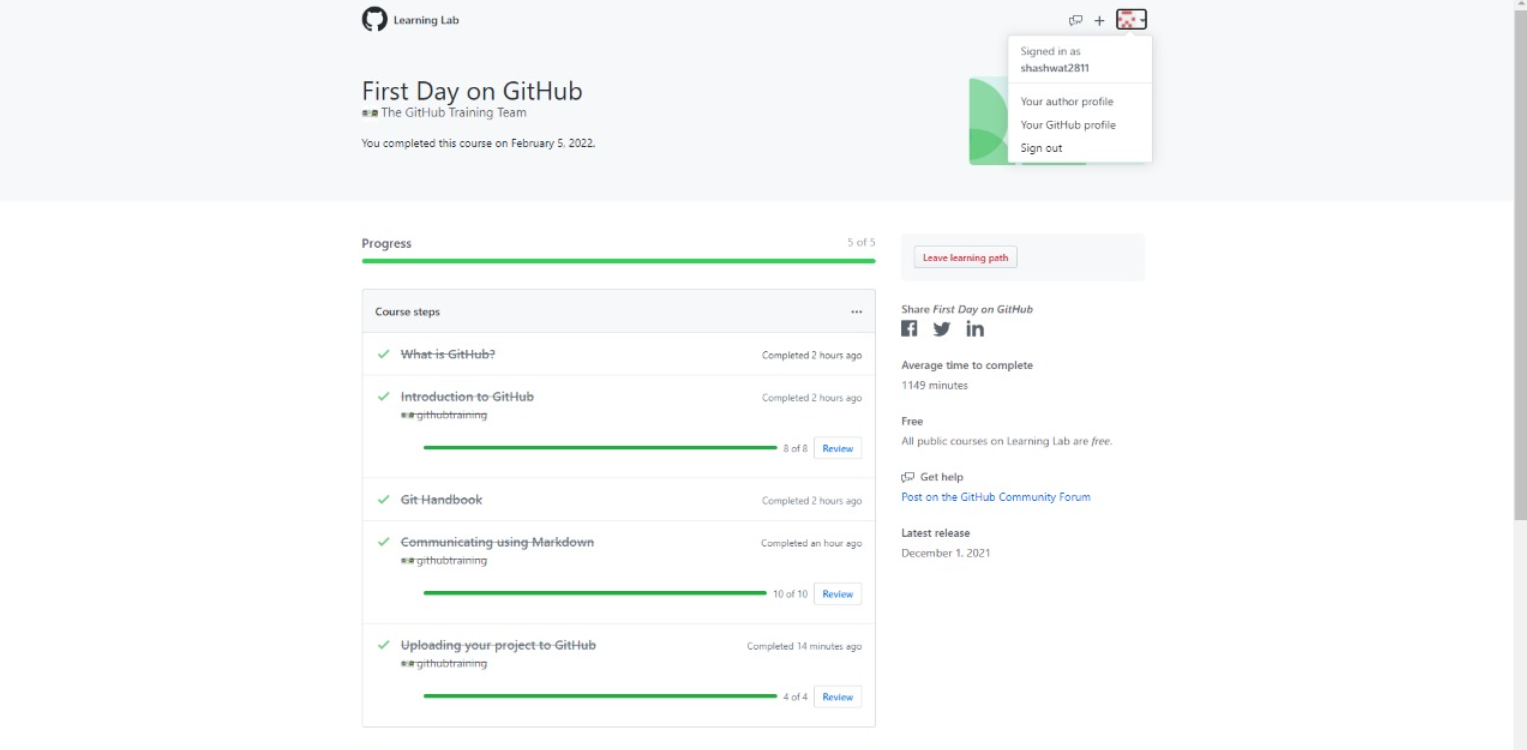 Learning Lab
Signed in as
shashwat2811
Your author profile
Your GitHub profile
Sign out
First Day on GitHub
The GitHub Training Team
You completed this course on February 5, 2022.
Progress
5 of 5
Course steps
What is GitHub?
Completed 2 hours ago
Introduction to GitHub
Completed 2 hours ago
githubtraining
8 of 8
Review
Git Handbook
Completed 2 hours ago
Communicating using Markdown
Completed an hour ago
githubtraining
10 of 10
Review
Uploading your project to GitHub
Completed 14 minutes ago
githubtraining
4 of 4
Review
Leave learning path
Share First Day on GitHub
Average time to complete
1149 minutes
Free
All public courses on Learning Lab are free.
Get help
Post on the GitHub Community Forum
Latest release
December 1, 2021